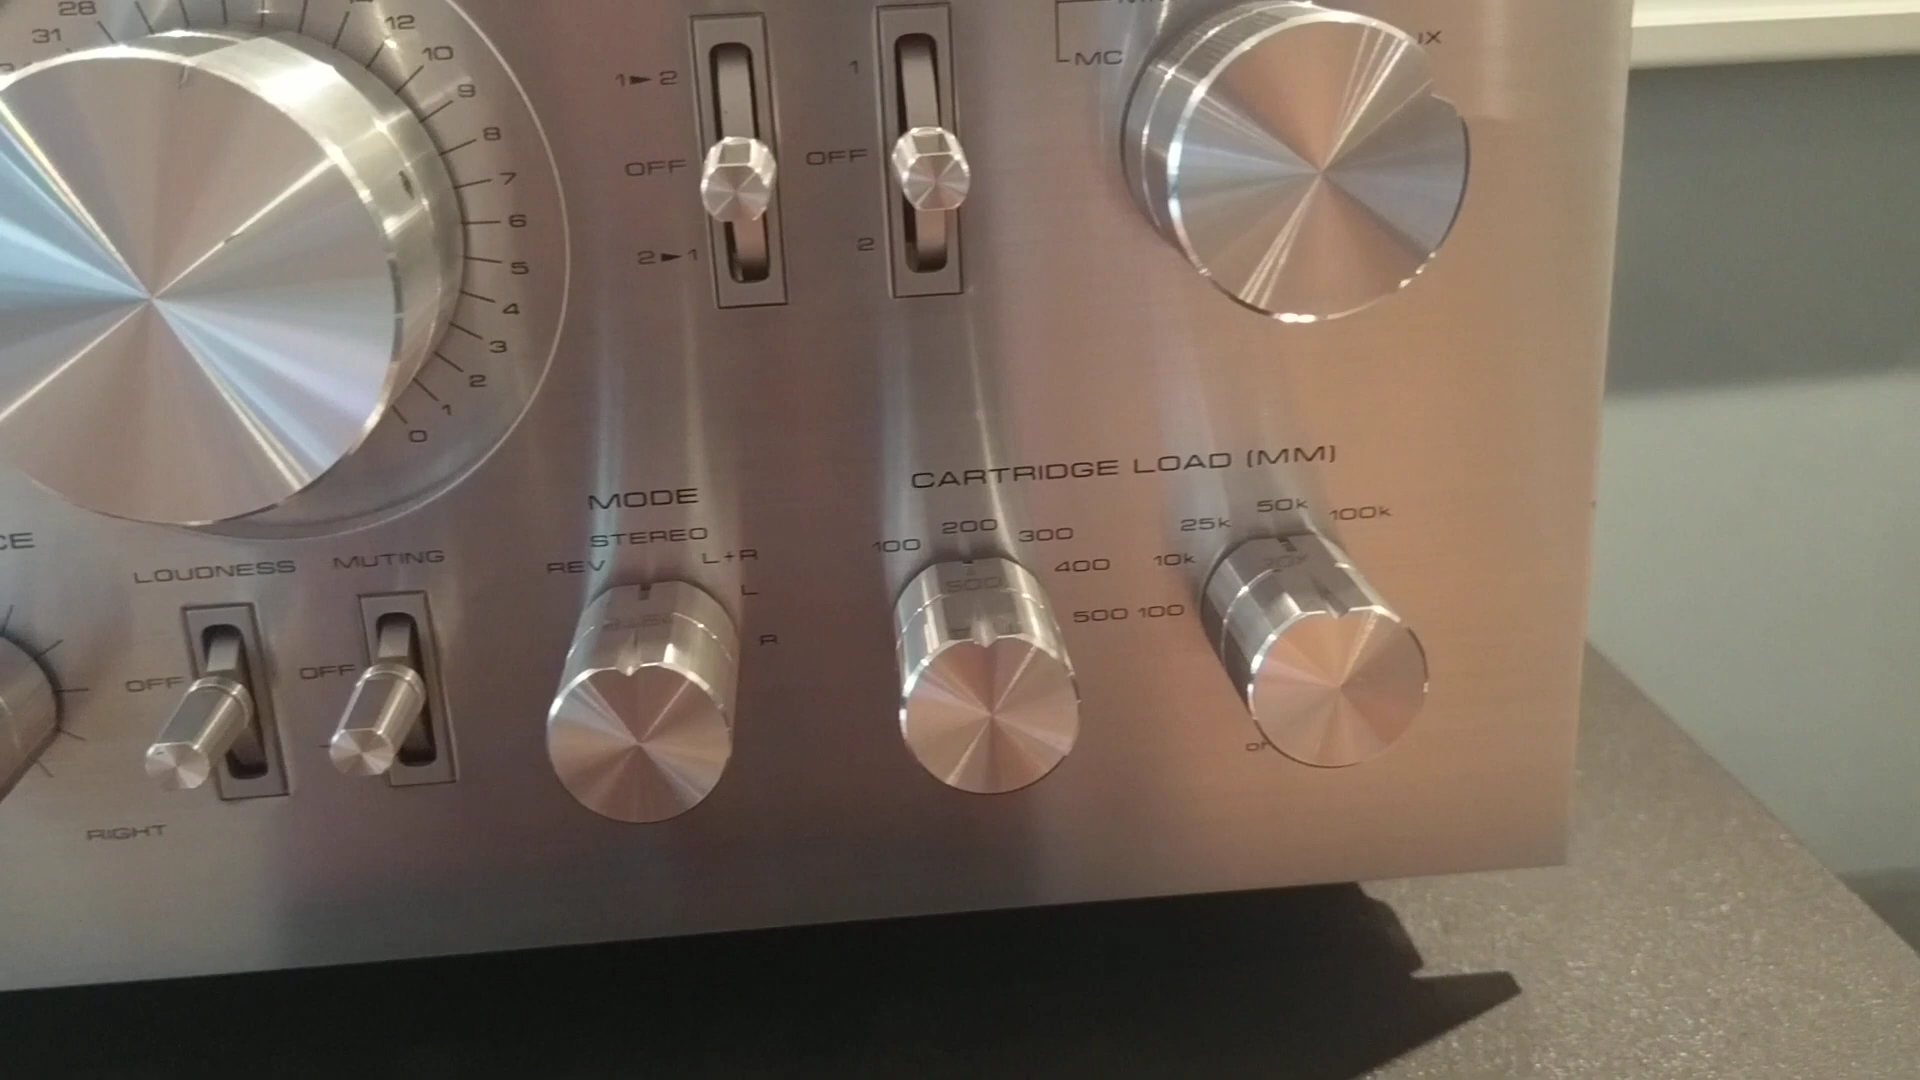 28
31
12
10
9
8
7
6
5
4
3
2
1
0
1►2
OFF
2►1
1
OFF
2
MC
LOUDNESS
OFF
MUTING
OFF
RIGHT
MODE
REV STEREO L+R
L
R
CARTRIDGE LOAD (MM)
100 200 300
400
500
100 10k 25k 50k 100k